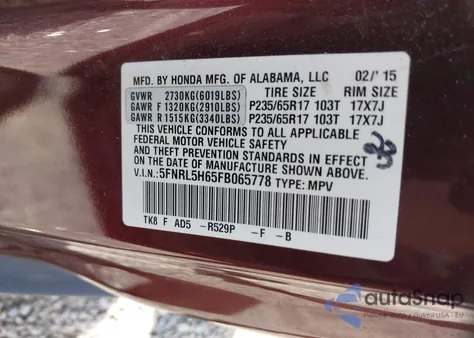 MFD. BY HONDA MFG. OF ALABAMA, LLC 02/'15
GVWR 2730KG(6019LBS) TIRE SIZE RIM SIZE
GAWR F 1320KG(2910LBS) P235/65R17 103T 17X7J
GAWR R 1515KG(3340LBS) P235/65R17 103T 17X7J
THIS VEHICLE CONFORMS TO ALL APPLICABLE
FEDERAL MOTOR VEHICLE SAFETY
STANDARDS IN EFFECT ON THE DATE
OF MANUFACTURE SHOWN ABOVE.
V.I.N.: 5FNRL5H65FB065778 TYPE: MPV
TK8 F AD5 -R529P -F -B
autoSnap